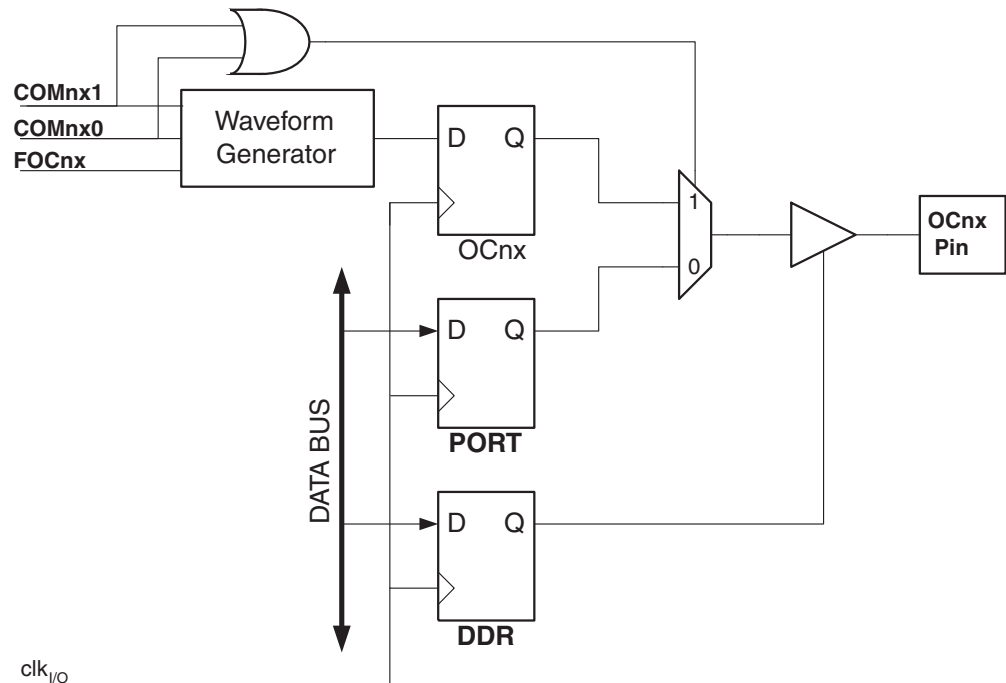 COMnx1
COMnx0
FOCnx
Waveform
Generator
D Q
OCnx
1
0
OCnx
Pin
D Q
PORT
DATA BUS
D Q
DDR
clkI/O